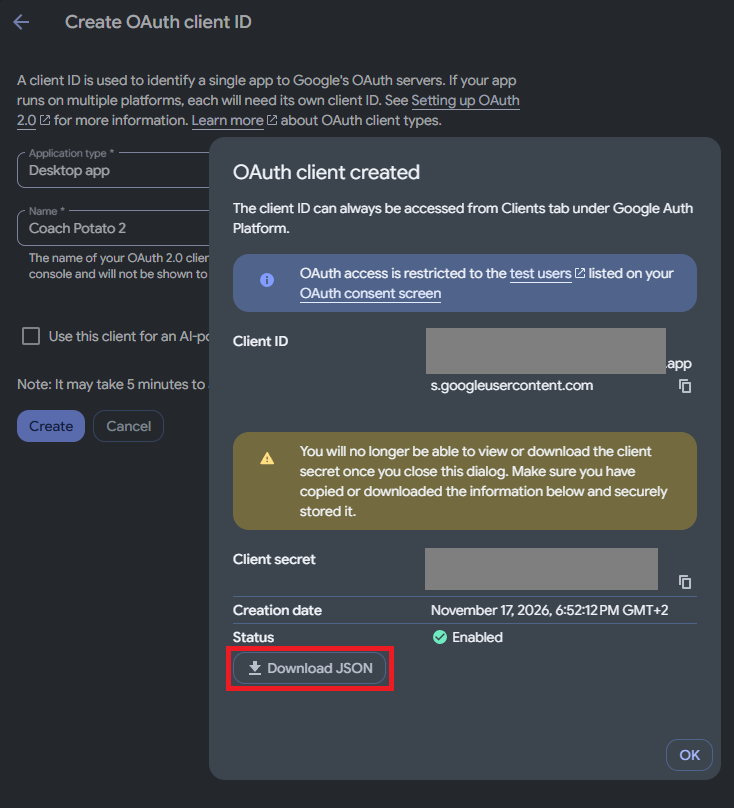 Create OAuth client ID
A client ID is used to identify a single app to Google's OAuth servers. If your app
runs on multiple platforms, each will need its own client ID. See Setting up OAuth
2.0 for more information. Learn more about OAuth client types.
Application type *
Desktop app
Name *
Coach Potato 2
The name of your OAuth 2.0 clien
console and will not be shown to
Use this client for an AI-po
Note: It may take 5 minutes to
Create
Cancel
OAuth client created
The client ID can always be accessed from Clients tab under Google Auth
Platform.
OAuth access is restricted to the test users listed on your
OAuth consent screen
Client ID
.app
s.googleusercontent.com
You will no longer be able to view or download the client
secret once you close this dialog. Make sure you have
copied or downloaded the information below and securely
stored it.
Client secret
Creation date
November 17, 2026, 6:52:12 PM GMT+2
Status
Enabled
Download JSON
OK